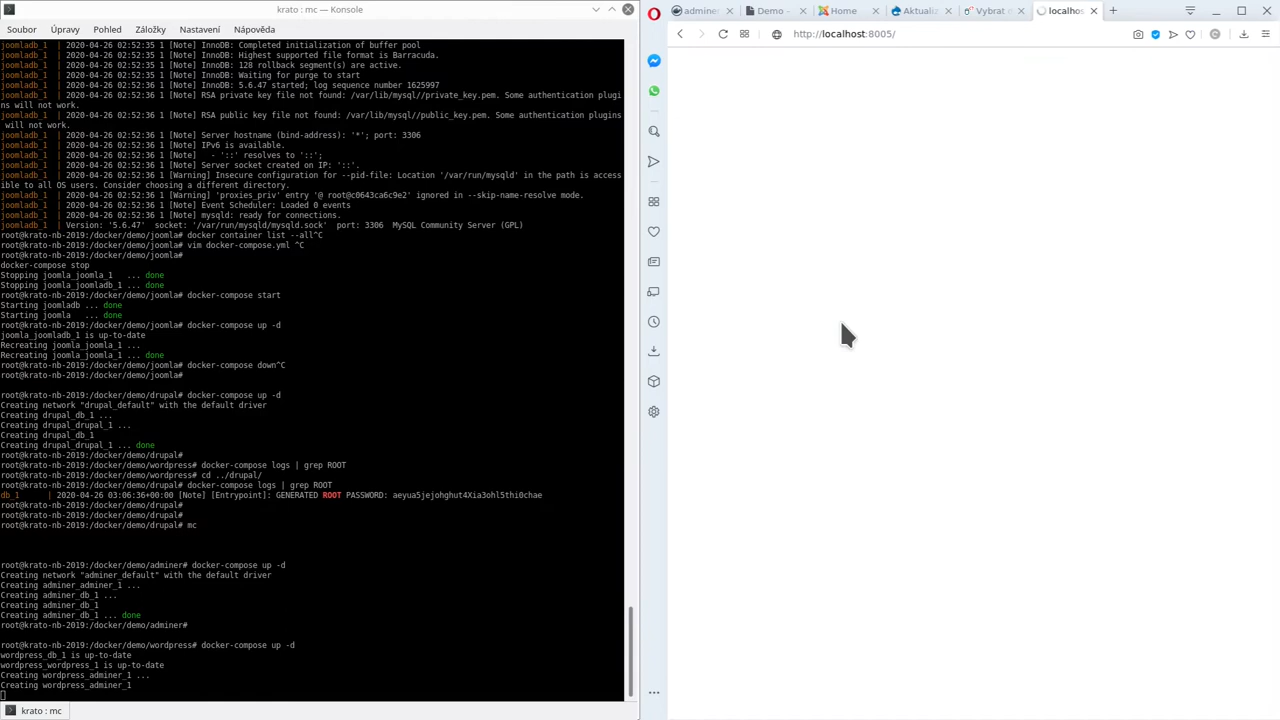 krato : mc — Konsole
Soubor Úpravy Pohled Záložky Nastavení Nápověda
joomladb_1 | 2020-04-26 02:52:35 1 [Note] InnoDB: Completed initialization of buffer pool
joomladb_1 | 2020-04-26 02:52:35 1 [Note] InnoDB: Highest supported file format is Barracuda.
joomladb_1 | 2020-04-26 02:52:36 1 [Note] InnoDB: 128 rollback segment(s) are active.
joomladb_1 | 2020-04-26 02:52:36 1 [Note] InnoDB: Waiting for purge to start
joomladb_1 | 2020-04-26 02:52:36 1 [Note] InnoDB: 5.6.47 started; log sequence number 1625997
joomladb_1 | 2020-04-26 02:52:36 1 [Note] RSA private key file not found: /var/lib/mysql//private_key.pem. Some authentication plugi
ns will not work.
joomladb_1 | 2020-04-26 02:52:36 1 [Note] RSA public key file not found: /var/lib/mysql//public_key.pem. Some authentication plugins
will not work.
joomladb_1 | 2020-04-26 02:52:36 1 [Note] Server hostname (bind-address): '*'; port: 3306
joomladb_1 | 2020-04-26 02:52:36 1 [Note] IPv6 is available.
joomladb_1 | 2020-04-26 02:52:36 1 [Note] - '::' resolves to '::';
joomladb_1 | 2020-04-26 02:52:36 1 [Note] Server socket created on IP: '::'.
joomladb_1 | 2020-04-26 02:52:36 1 [Warning] Insecure configuration for --pid-file: Location '/var/run/mysqld' in the path is access
ible to all OS users. Consider choosing a different directory.
joomladb_1 | 2020-04-26 02:52:36 1 [Warning] 'proxies_priv' entry '@ root@c0643ca6c9e2' ignored in --skip-name-resolve mode.
joomladb_1 | 2020-04-26 02:52:36 1 [Note] Event Scheduler: Loaded 0 events
joomladb_1 | 2020-04-26 02:52:36 1 [Note] mysqld: ready for connections.
joomladb_1 | Version: '5.6.47' socket: '/var/run/mysqld/mysqld.sock' port: 3306 MySQL Community Server (GPL)
root@krato-nb-2019:/docker/demo/joomla# docker container list --all^C
root@krato-nb-2019:/docker/demo/joomla# vim docker-compose.yml ^C
root@krato-nb-2019:/docker/demo/joomla#
docker-compose stop
Stopping joomla_joomla_1 ... done
Stopping joomla_joomladb_1 ... done
root@krato-nb-2019:/docker/demo/joomla# docker-compose start
Starting joomladb ... done
Starting joomla ... done
root@krato-nb-2019:/docker/demo/joomla# docker-compose up -d
joomla_joomladb_1 is up-to-date
Recreating joomla_joomla_1 ...
Recreating joomla_joomla_1 ... done
root@krato-nb-2019:/docker/demo/joomla# docker-compose down^C
root@krato-nb-2019:/docker/demo/joomla#
root@krato-nb-2019:/docker/demo/drupal# docker-compose up -d
Creating network "drupal_default" with the default driver
Creating drupal_db_1 ...
Creating drupal_drupal_1 ...
Creating drupal_db_1
Creating drupal_drupal_1 ... done
root@krato-nb-2019:/docker/demo/drupal#
root@krato-nb-2019:/docker/demo/wordpress# docker-compose logs | grep ROOT
root@krato-nb-2019:/docker/demo/wordpress# cd ../drupal/
root@krato-nb-2019:/docker/demo/drupal# docker-compose logs | grep ROOT
db_1 | 2020-04-26 03:06:36+00:00 [Note] [Entrypoint]: GENERATED ROOT PASSWORD: aeyua5jejohghut4Xia3ohl5thi0chae
root@krato-nb-2019:/docker/demo/drupal#
root@krato-nb-2019:/docker/demo/drupal#
root@krato-nb-2019:/docker/demo/drupal# mc
root@krato-nb-2019:/docker/demo/adminer# docker-compose up -d
Creating network "adminer_default" with the default driver
Creating adminer_adminer_1 ...
Creating adminer_db_1 ...
Creating adminer_db_1
Creating adminer_db_1 ... done
root@krato-nb-2019:/docker/demo/adminer#
root@krato-nb-2019:/docker/demo/wordpress# docker-compose up -d
wordpress_db_1 is up-to-date
wordpress_wordpress_1 is up-to-date
Creating wordpress_adminer_1 ...
Creating wordpress_adminer_1
krato : mc
adminer Demo - Home Aktualiz Vybrat d localhos
http://localhost:8005/